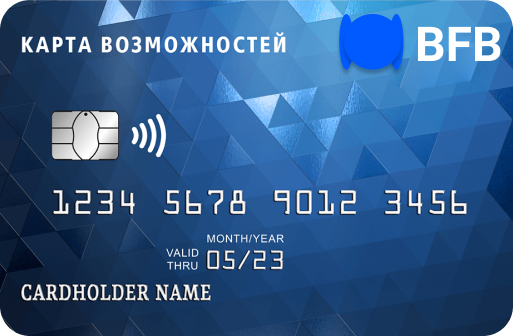 КАРТА ВОЗМОЖНОСТЕЙ
BFB
1234 5678 9012 3456
MONTH/YEAR
VALID THRU 05/23
CARDHOLDER NAME